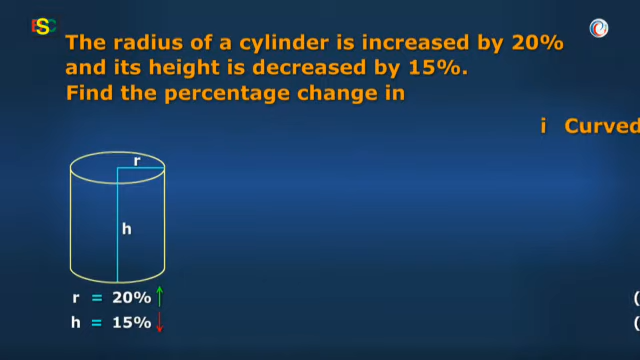 ESC
The radius of a cylinder is increased by 20%
and its height is decreased by 15%.
Find the percentage change in
i Curved
r
h
r = 20%
(
h = 15%
(